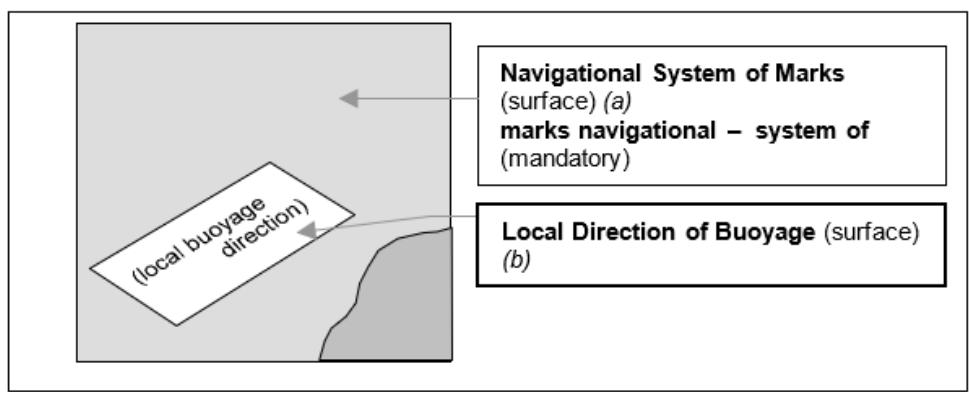 Navigational System of Marks
(surface) (a)
marks navigational – system of
(mandatory)
(local buoyage
direction)
Local Direction of Buoyage (surface)
(b)